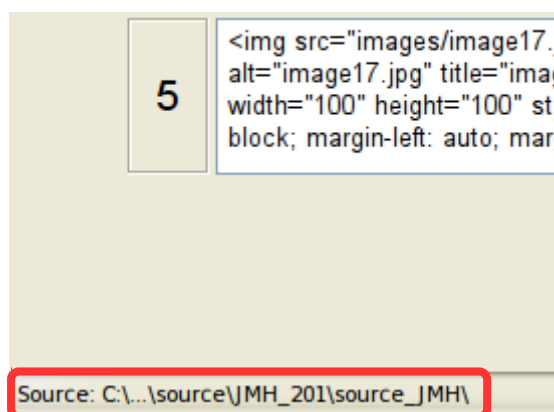 5
<img src="images/image17.
alt="image17.jpg" title="ima
width="100" height="100" st
block; margin-left: auto; mar
Source: C:\...\source\JMH_201\source_JMH\